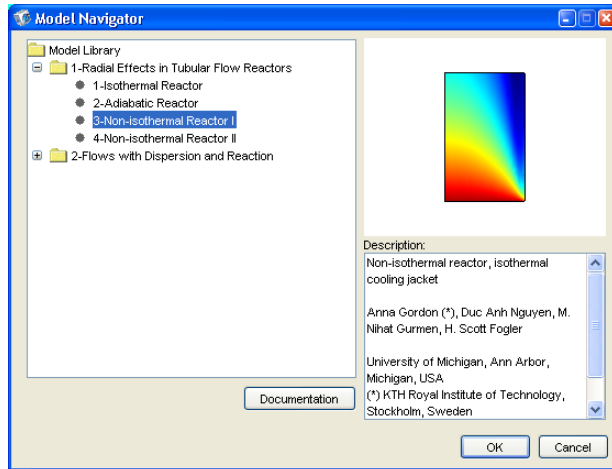 Model Navigator
Model Library
1-Radial Effects in Tubular Flow Reactors
1-Isothermal Reactor
2-Adiabatic Reactor
3-Non-isothermal Reactor I
4-Non-isothermal Reactor II
2-Flows with Dispersion and Reaction
Documentation
Description:
Non-isothermal reactor, isothermal
cooling jacket
Anna Gordon (*), Duc Anh Nguyen, M.
Nihat Gurmen, H. Scott Fogler
University of Michigan, Ann Arbor,
Michigan, USA
(*) KTH Royal Institute of Technology,
Stockholm, Sweden
OK
Cancel